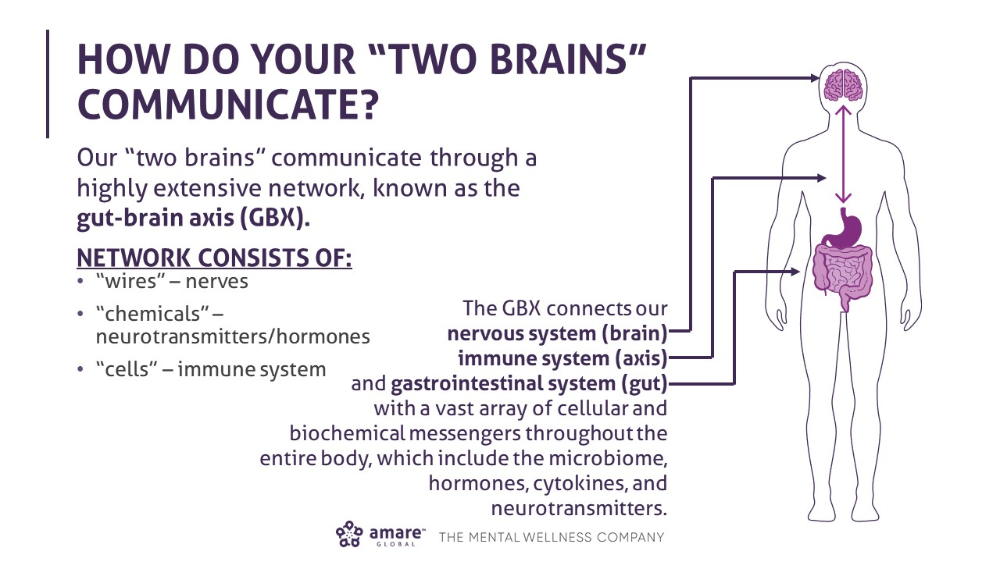 HOW DO YOUR “TWO BRAINS”
COMMUNICATE?
Our “two brains” communicate through a
highly extensive network, known as the
gut-brain axis (GBX).
NETWORK CONSISTS OF:
• “wires” – nerves
• “chemicals” –
neurotransmitters/hormones
• “cells” – immune system
The GBX connects our
nervous system (brain)
immune system (axis)
and gastrointestinal system (gut)
with a vast array of cellular and
biochemical messengers throughout the
entire body, which include the microbiome,
hormones, cytokines, and
neurotransmitters.
amare™
GLOBAL
THE MENTAL WELLNESS COMPANY